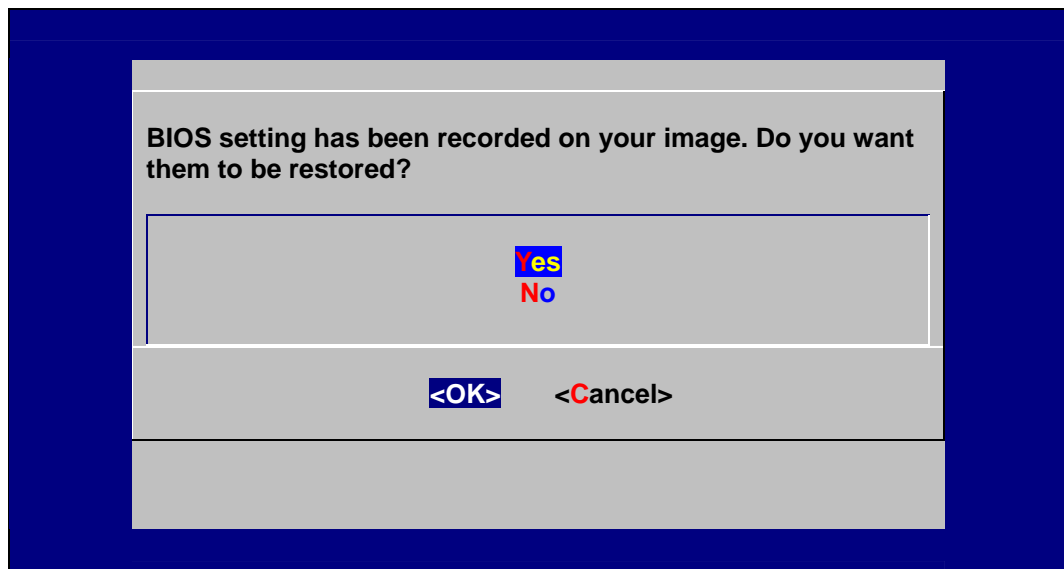 BIOS setting has been recorded on your image. Do you want
them to be restored?
Yes
No
<OK> <Cancel>